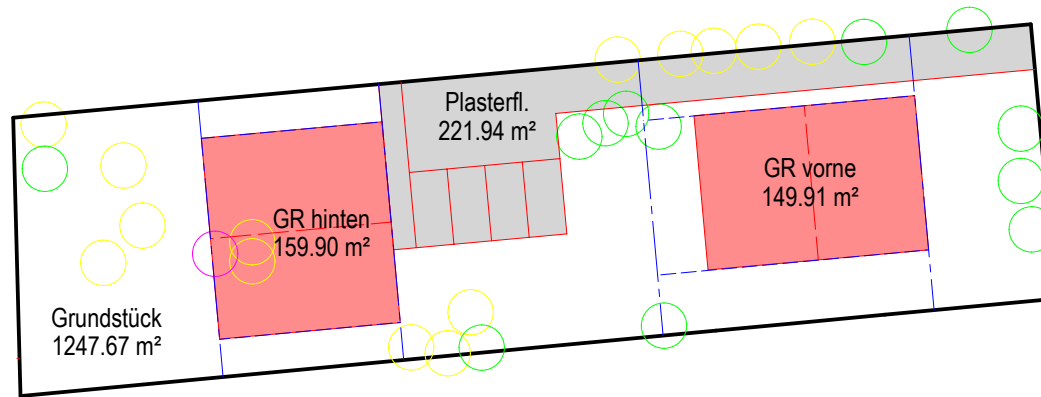 Plasterfl.
221.94 m²
GR vorne
149.91 m²
GR hinten
159.90 m²
Grundstück
1247.67 m²